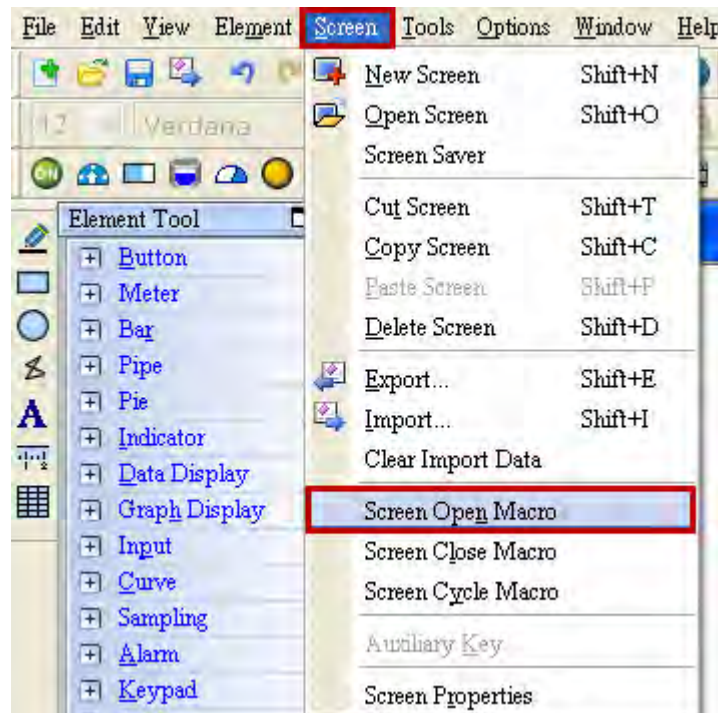 File Edit View Element Screen Tools Options Window Help
New Screen Shift+N
12 Verdana
Open Screen Shift+O
Screen Saver
ON
Element Tool
Cut Screen Shift+T
Button
Copy Screen Shift+C
Meter
Paste Screen Shift+P
Bar
Delete Screen Shift+D
Pipe
Export... Shift+E
Pie
A
Import... Shift+I
Indicator
Clear Import Data
Data Display
Graph Display
Screen Open Macro
Input
Screen Close Macro
Curve
Screen Cycle Macro
Sampling
Alarm
Auxiliary Key
Keypad
Screen Properties